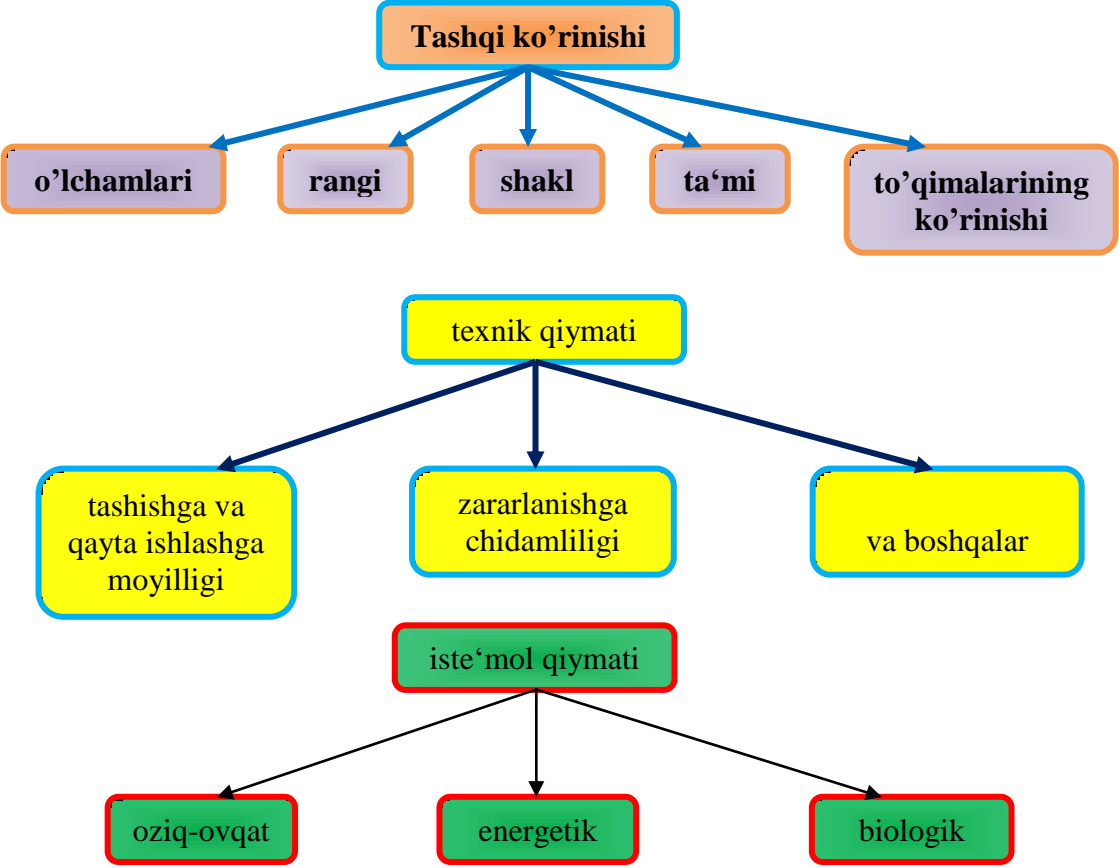 Tashqi ko’rinishi
o’lchamlari
rangi
shakl
ta‘mi
to’qimalarining
ko’rinishi
texnik qiymati
tashishga va
qayta ishlashga
moyilligi
zararlanishga
chidamliligi
va boshqalar
iste‘mol qiymati
oziq-ovqat
energetik
biologik